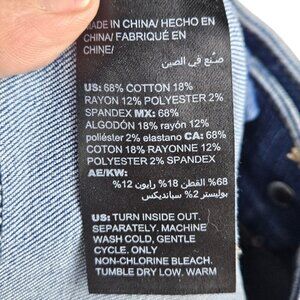 MADE IN CHINA/ HECHO EN
CHINA/ FABRIQUÉ EN
CHINE/
صنع في الصين
US: 68% COTTON 18%
RAYON 12% POLYESTER 2%
SPANDEX MX: 68%
ALGODÓN 18% rayón 12%
poliéster 2% elastano CA: 68%
COTON 18% RAYONNE 12%
POLYESTER 2% SPANDEX
AE/KW:
68% القطن 18% رايون 12%
بوليستر 2% سبانديكس
US: TURN INSIDE OUT.
SEPARATELY. MACHINE
WASH COLD, GENTLE
CYCLE. ONLY
NON-CHLORINE BLEACH.
TUMBLE DRY LOW. WARM